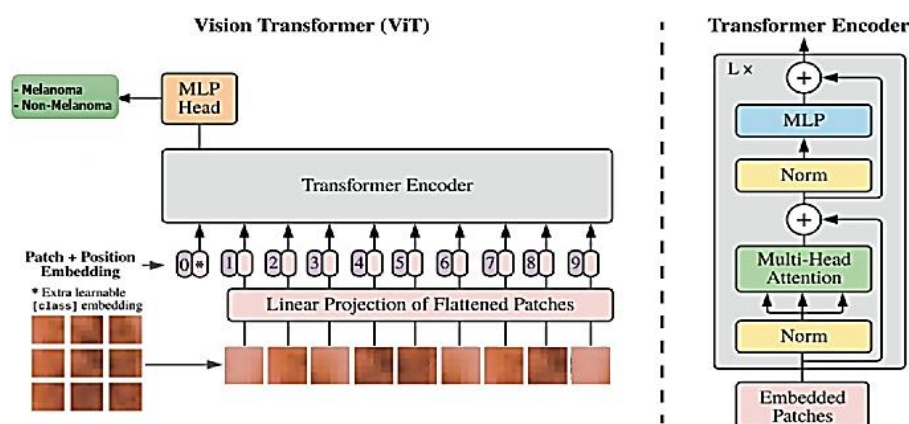 Vision Transformer (ViT)
- Melanoma
- Non-Melanoma
MLP
Head
Transformer Encoder
Patch + Position
Embedding
0 * 1 2 3 4 5 6 7 8 9
* Extra learnable
[class] embedding
Linear Projection of Flattened Patches
Transformer Encoder
L ×
+
MLP
Norm
+
Multi-Head
Attention
Norm
Embedded
Patches